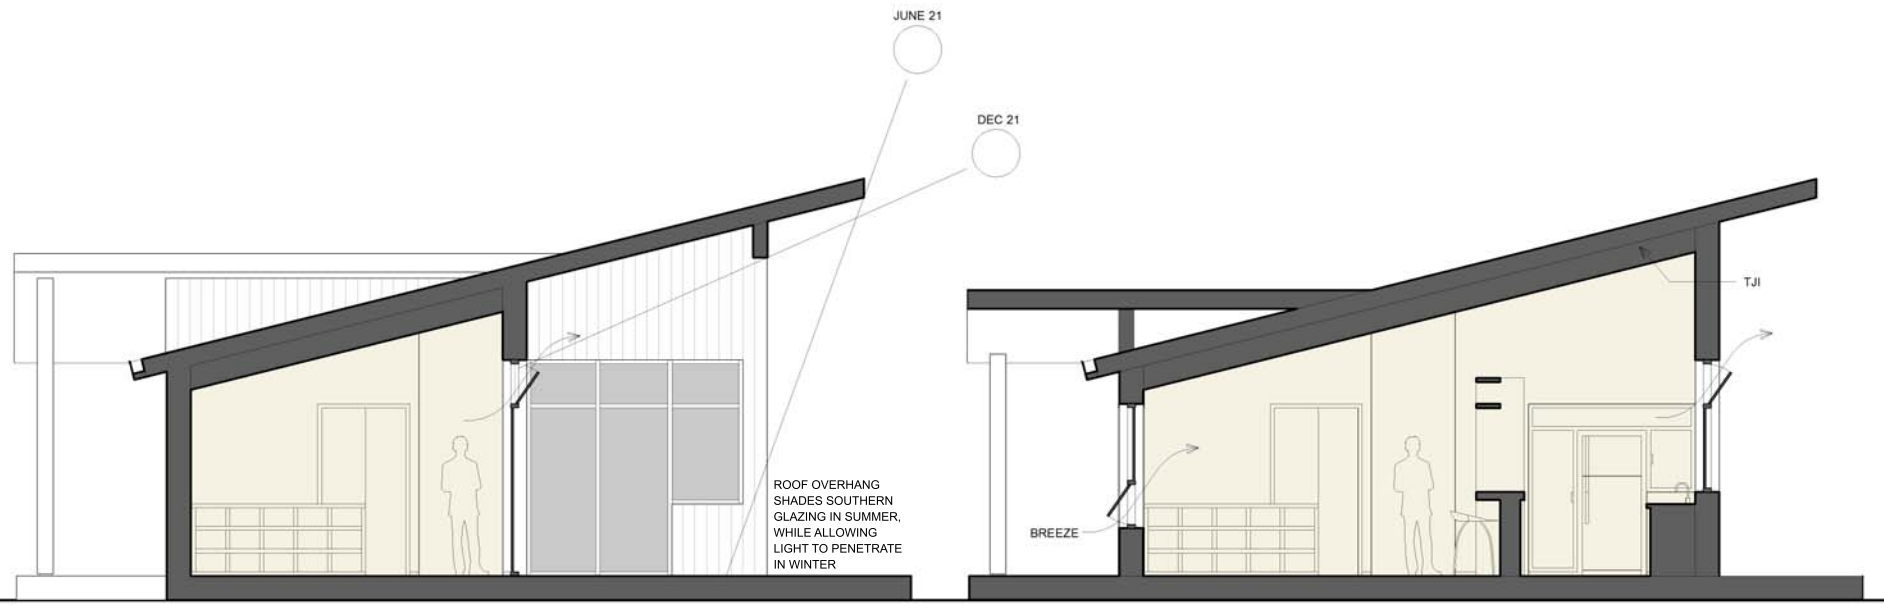 JUNE 21
DEC 21
ROOF OVERHANG
SHADES SOUTHERN
GLAZING IN SUMMER,
WHILE ALLOWING
LIGHT TO PENETRATE
IN WINTER
TJI
BREEZE